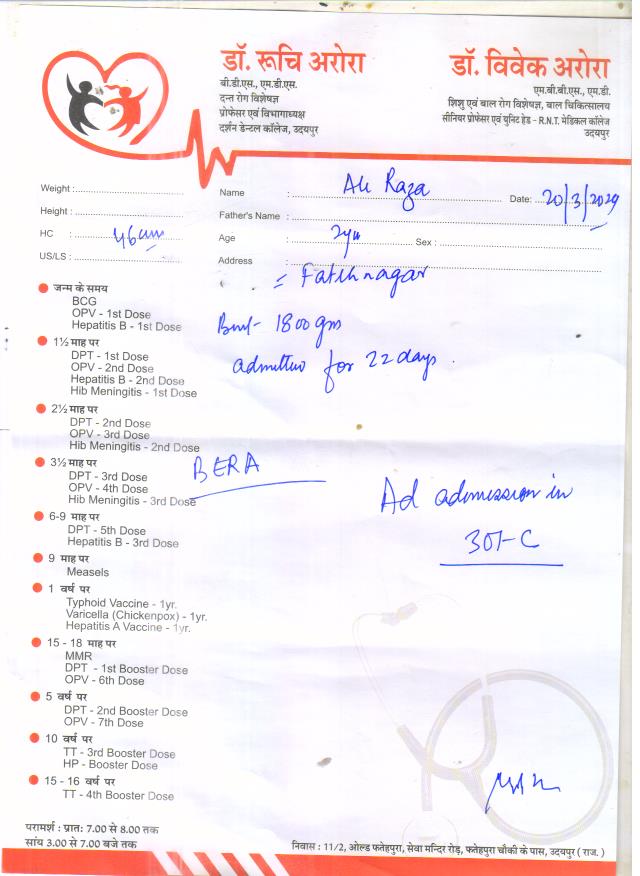 डॉ. रूचि अरोरा
बी.डी.एस., एम.डी.एस.
दन्त रोग विशेषज्ञ
प्रोफेसर एवं विभागाध्यक्ष
दर्शन डेन्टल कॉलेज, उदयपुर
डॉ. विवेक अरोरा
एम.बी.बी.एस., एम.डी.
शिशु एवं बाल रोग विशेषज्ञ, बाल चिकित्सालय
सीनियर प्रोफेसर एवं युनिट हेड - R.N.T. मेडिकल कॉलेज
उदयपुर
Weight :
Height :
HC : 46 cm
US/LS :
Name : Ali Raza Date: 20/3/2029
Father's Name :
Age : 2yr Sex :
Address : Fatehnagar
1800 gm
for 22 days.
BERA
Ad admission in
301-C
जन्म के समय
BCG
OPV - 1st Dose
Hepatitis B - 1st Dose
1½ माह पर
DPT - 1st Dose
OPV - 2nd Dose
Hepatitis B - 2nd Dose
Hib Meningitis - 1st Dose
2½ माह पर
DPT - 2nd Dose
OPV - 3rd Dose
Hib Meningitis - 2nd Dose
3½ माह पर
DPT - 3rd Dose
OPV - 4th Dose
Hib Meningitis - 3rd Dose
6-9 माह पर
DPT - 5th Dose
Hepatitis B - 3rd Dose
9 माह पर
Measels
1 वर्ष पर
Typhoid Vaccine - 1yr.
Varicella (Chickenpox) - 1yr.
Hepatitis A Vaccine - 1yr.
15 - 18 माह पर
MMR
DPT - 1st Booster Dose
OPV - 6th Dose
5 वर्ष पर
DPT - 2nd Booster Dose
OPV - 7th Dose
10 वर्ष पर
TT - 3rd Booster Dose
HP - Booster Dose
15 - 16 वर्ष पर
TT - 4th Booster Dose
परामर्श : प्रातः 7.00 से 8.00 तक
सांय 3.00 से 7.00 बजे तक
निवास : 11/2, ओल्ड फतेहपुरा, सेवा मन्दिर रोड़, फतेहपुरा चौकी के पास, उदयपुर ( राज. )